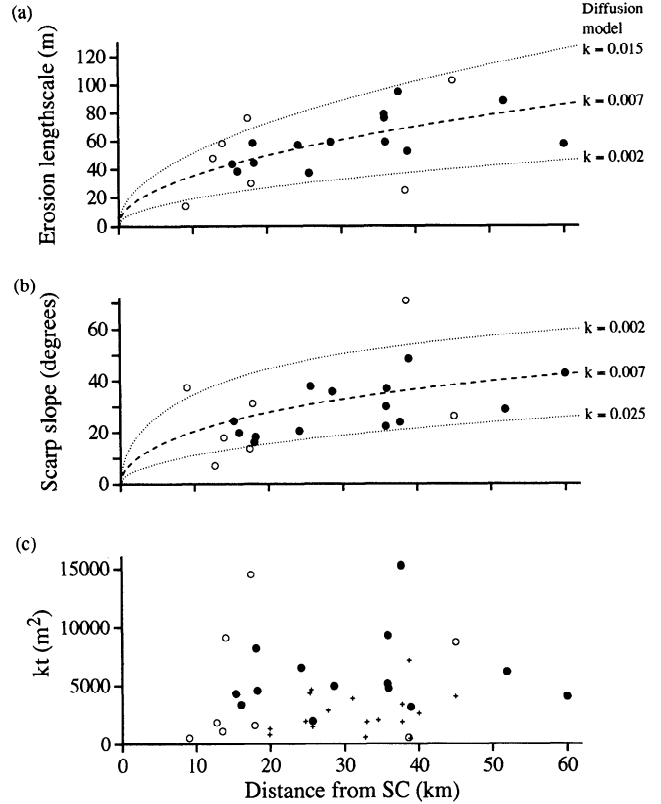 (a)
Diffusion
model
k = 0.015
k = 0.007
k = 0.002
Erosion lengthscale (m)
120
100
80
60
40
20
0
(b)
k = 0.002
k = 0.007
k = 0.025
Scarp slope (degrees)
60
40
20
0
(c)
kt (m²)
15000
10000
5000
0
0 10 20 30 40 50 60
Distance from SC (km)